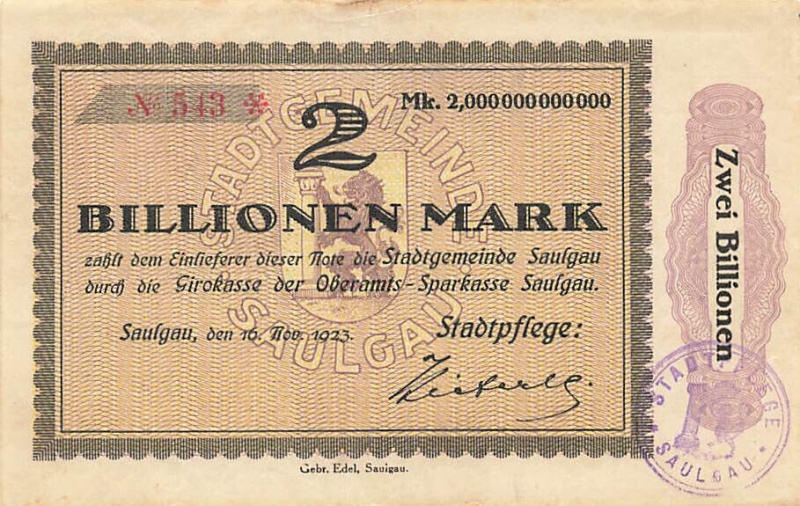 № 543 *
Mk. 2,000000000000
2
BILLIONEN MARK
zahlt dem Einlieferer dieser Note die Stadtgemeinde Saulgau
durch die Girokasse der Oberamts-Sparkasse Saulgau.
Saulgau, den 16. Nov. 1923.
Stadtpflege:
Gebr. Edel, Saulgau.
STADTGEMEINDE
SAULGAU
Zwei Billionen
SAULGAU